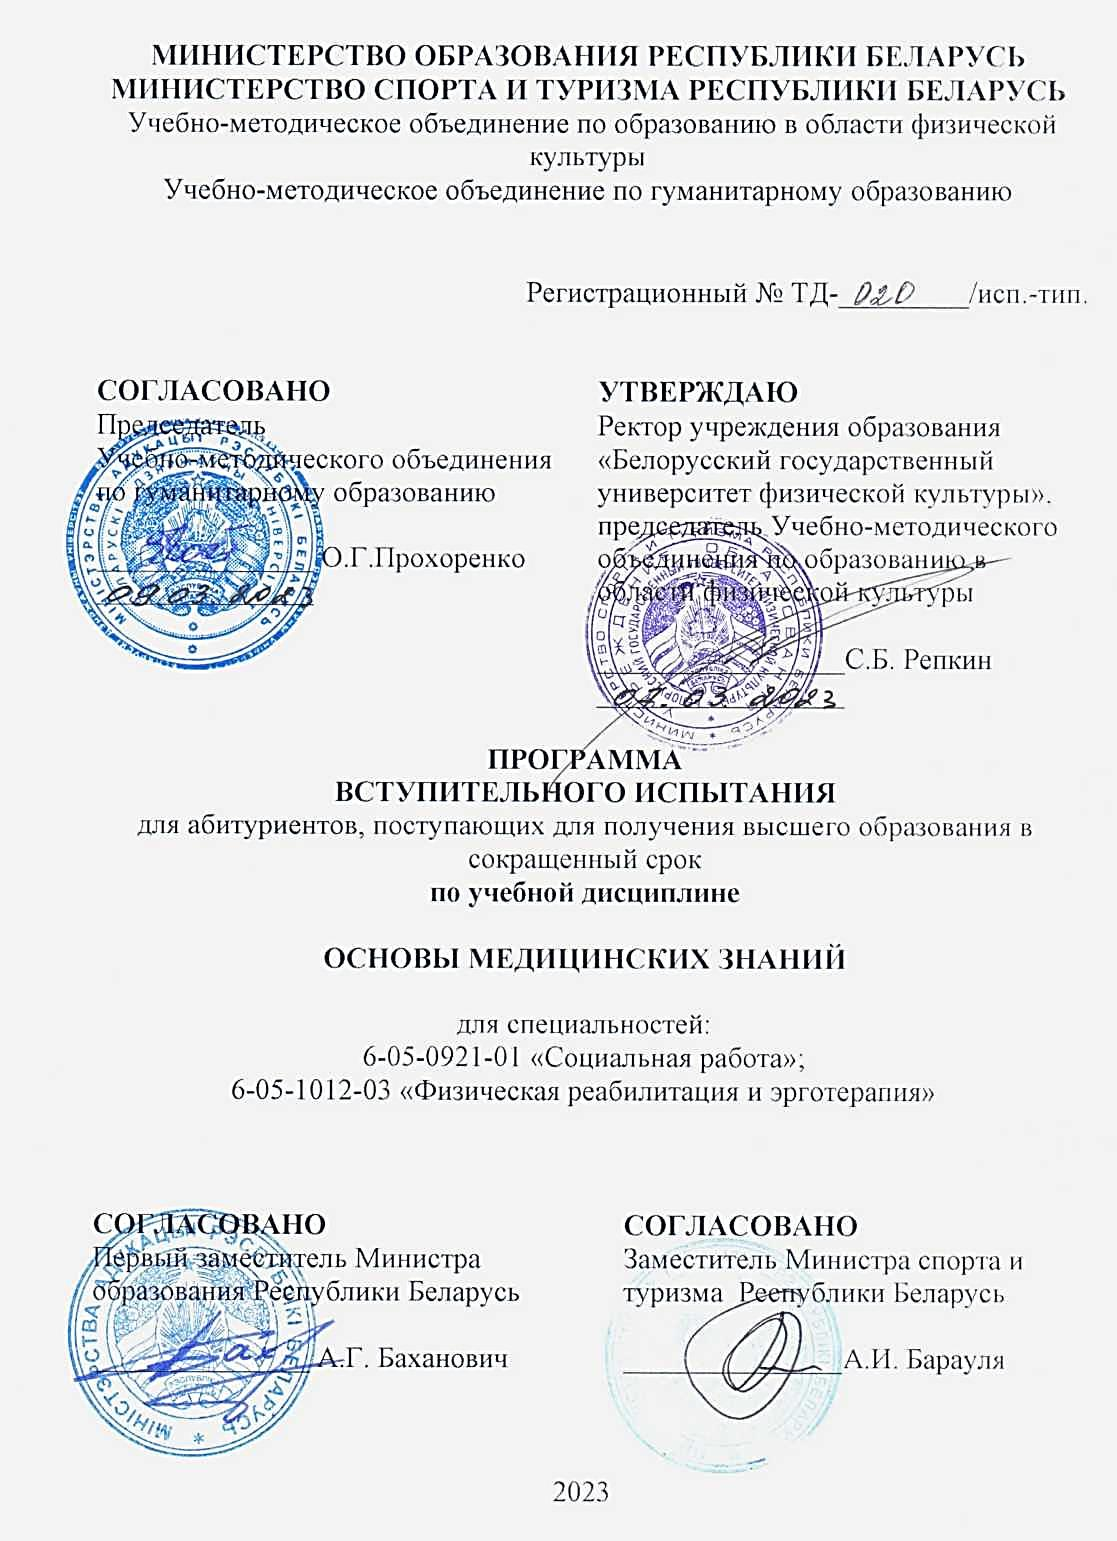 МИНИСТЕРСТВО ОБРАЗОВАНИЯ РЕСПУБЛИКИ БЕЛАРУСЬ
МИНИСТЕРСТВО СПОРТА И ТУРИЗМА РЕСПУБЛИКИ БЕЛАРУСЬ
Учебно-методическое объединение по образованию в области физической
культуры
Учебно-методическое объединение по гуманитарному образованию
Регистрационный № ТД-020/исп.-тип.
СОГЛАСОВАНО
Председатель
Учебно-методического объединения
по гуманитарному образованию
О.Г.Прохоренко
09.03.2023
УТВЕРЖДАЮ
Ректор учреждения образования
«Белорусский государственный
университет физической культуры».
председатель Учебно-методического
объединения по образованию в
области физической культуры
С.Б. Репкин
07.03.2023
ПРОГРАММА
ВСТУПИТЕЛЬНОГО ИСПЫТАНИЯ
для абитуриентов, поступающих для получения высшего образования в
сокращенный срок
по учебной дисциплине
ОСНОВЫ МЕДИЦИНСКИХ ЗНАНИЙ
для специальностей:
6-05-0921-01 «Социальная работа»;
6-05-1012-03 «Физическая реабилитация и эрготерапия»
СОГЛАСОВАНО
Первый заместитель Министра
образования Республики Беларусь
А.Г. Баханович
СОГЛАСОВАНО
Заместитель Министра спорта и
туризма Республики Беларусь
А.И. Барауля
2023